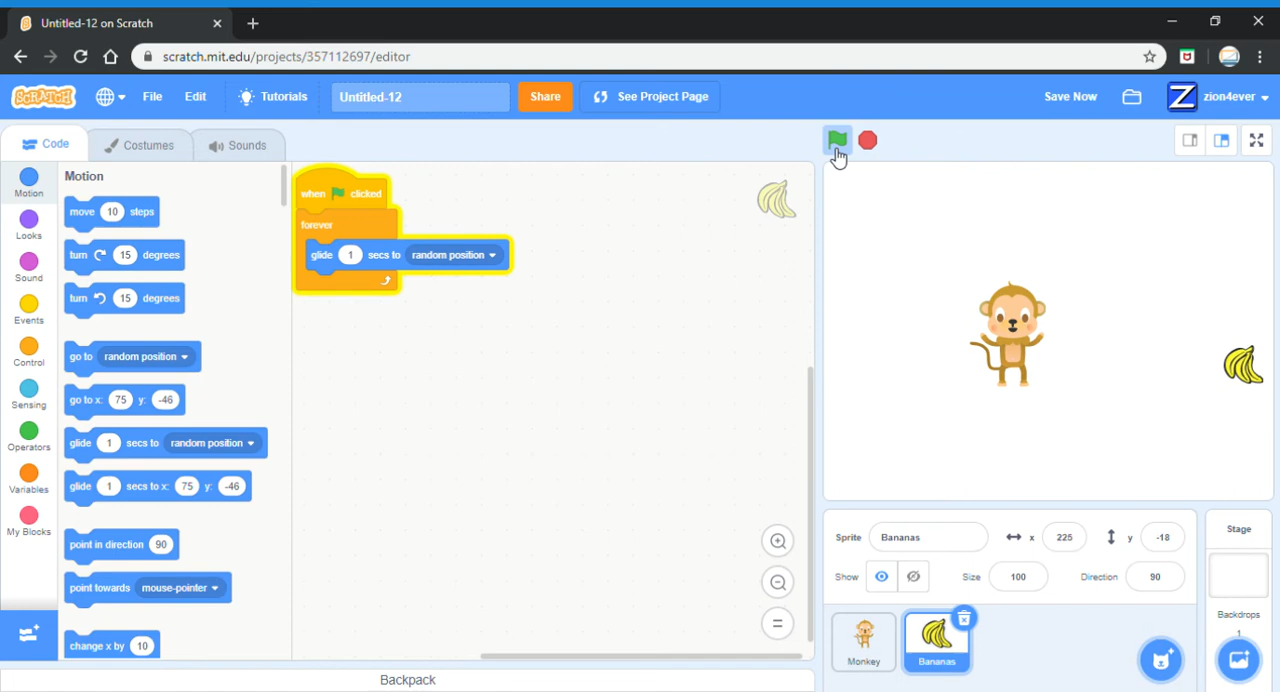 Untitled-12 on Scratch
scratch.mit.edu/projects/357112697/editor
SCRATCH File Edit Tutorials Untitled-12 Share See Project Page Save Now Z zion4ever
Code Costumes Sounds
Motion
Looks
Sound
Events
Control
Sensing
Operators
Variables
My Blocks
Motion
move 10 steps
turn 15 degrees
turn 15 degrees
go to random position
go to x: 75 y: -46
glide 1 secs to random position
glide 1 secs to x: 75 y: -46
point in direction 90
point towards mouse-pointer
change x by 10
when clicked
forever
glide 1 secs to random position
Sprite Bananas x 225 y -18
Show Size 100 Direction 90
Monkey
Bananas
Stage
Backdrops
1
Backpack